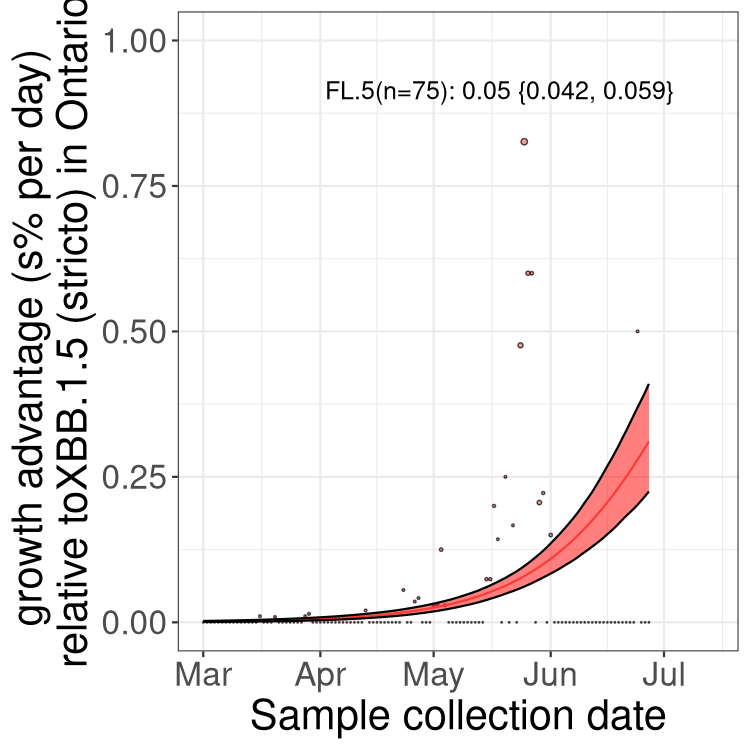 growth advantage (s% per day)
relative toXBB.1.5 (stricto) in Ontario
1.00
0.75
0.50
0.25
0.00
FL.5(n=75): 0.05 {0.042, 0.059}
Mar Apr May Jun Jul
Sample collection date